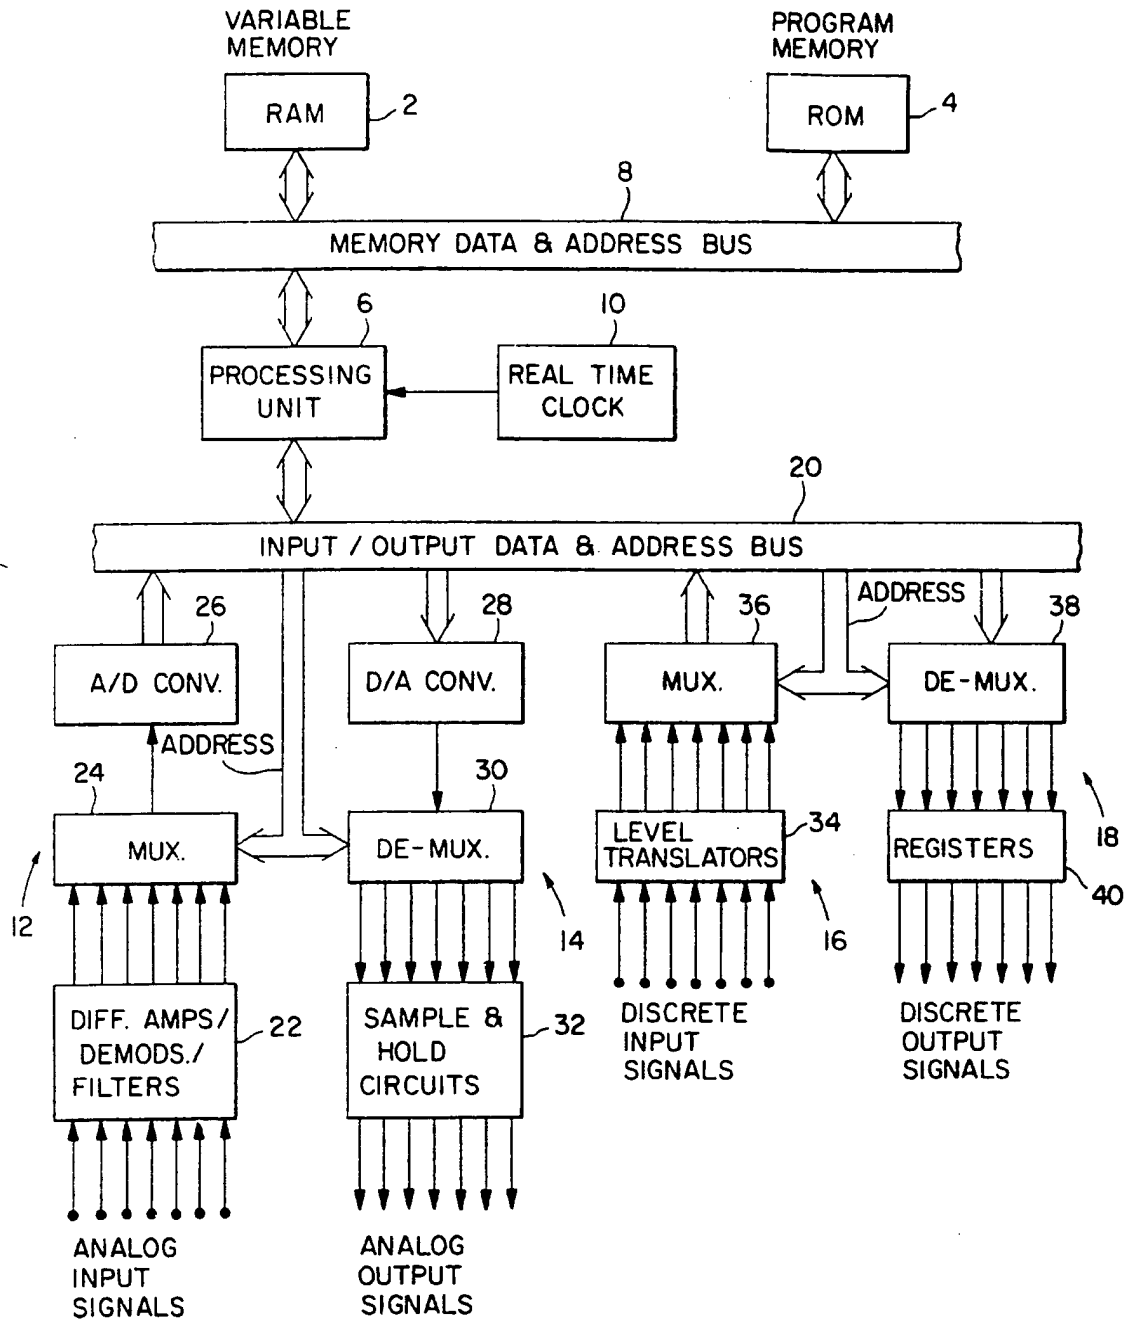 VARIABLE
MEMORY
PROGRAM
MEMORY
RAM
2
ROM
4
8
MEMORY DATA & ADDRESS BUS
6
10
PROCESSING
UNIT
REAL TIME
CLOCK
20
INPUT / OUTPUT DATA & ADDRESS BUS
ADDRESS
26
28
36
38
A/D CONV.
D/A CONV.
MUX.
DE-MUX.
ADDRESS
24
30
18
MUX.
DE-MUX.
LEVEL
TRANSLATORS
34
REGISTERS
40
12
14
16
DIFF. AMPS/
DEMODS./
FILTERS
22
SAMPLE &
HOLD
CIRCUITS
32
DISCRETE
INPUT
SIGNALS
DISCRETE
OUTPUT
SIGNALS
ANALOG
INPUT
SIGNALS
ANALOG
OUTPUT
SIGNALS